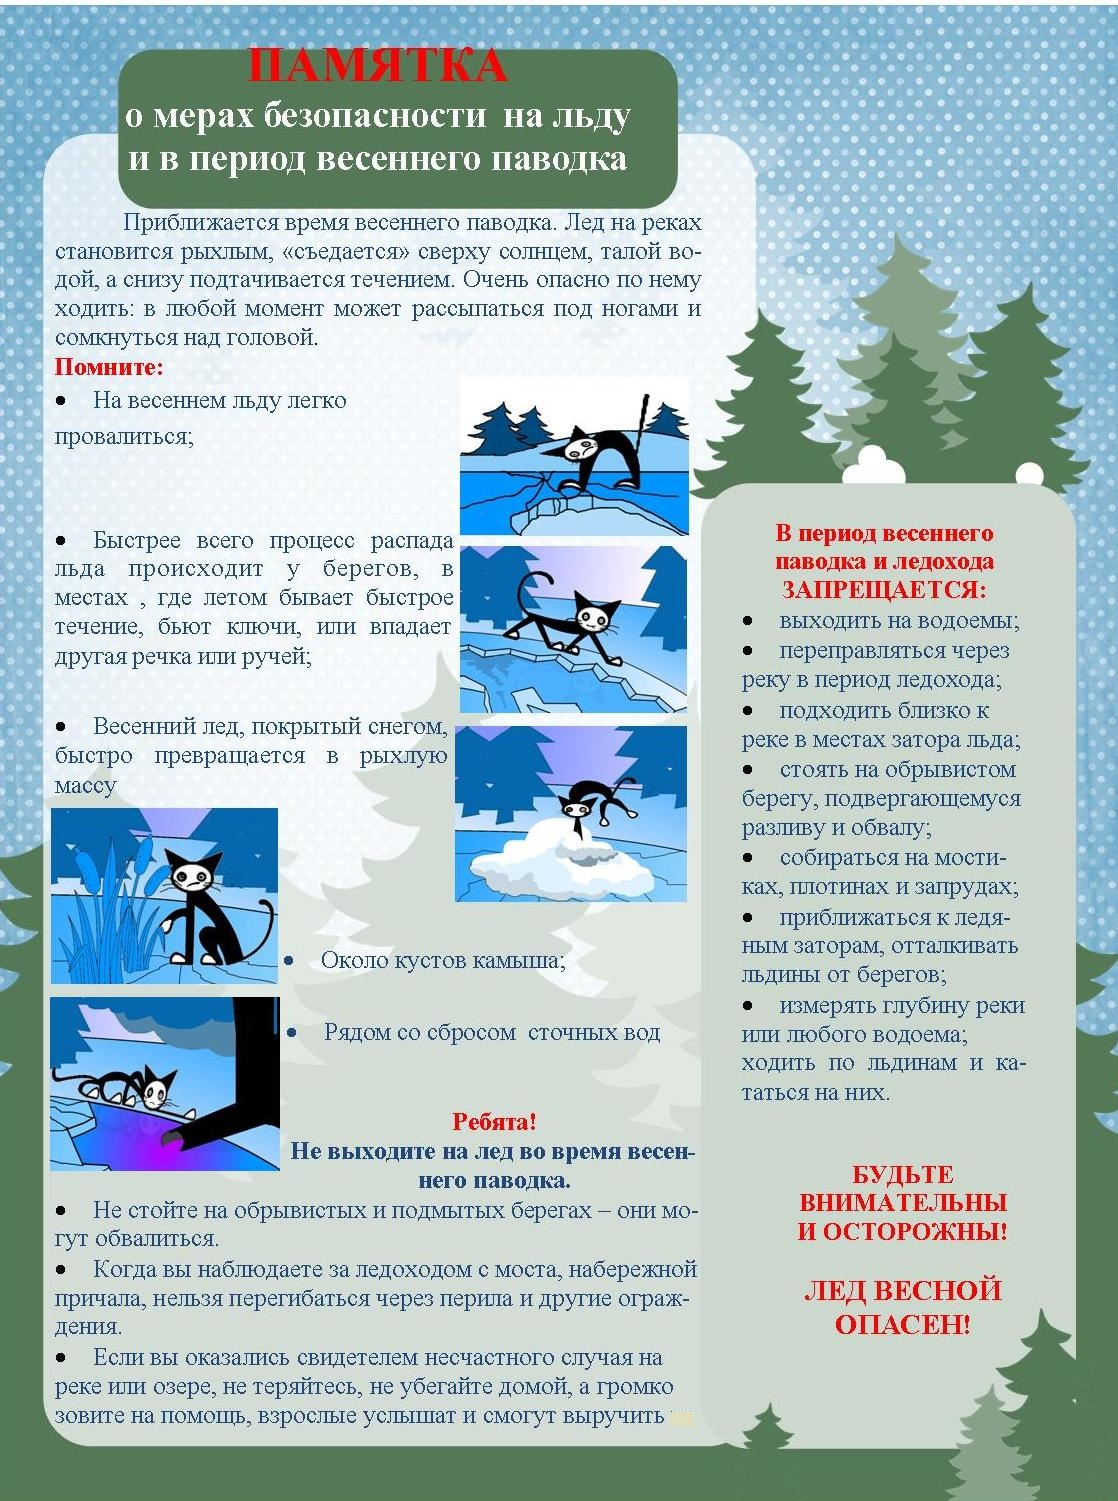 ПАМЯТКА
о мерах безопасности на льду
и в период весеннего паводка
Приближается время весеннего паводка. Лед на реках
становится рыхлым, «съедается» сверху солнцем, талой во-
дой, а снизу подтачивается течением. Очень опасно по нему
ходить: в любой момент может рассыпаться под ногами и
сомкнуться над головой.
Помните:
• На весеннем льду легко
провалиться;
• Быстрее всего процесс распада
льда происходит у берегов, в
местах , где летом бывает быстрое
течение, бьют ключи, или впадает
другая речка или ручей;
• Весенний лед, покрытый снегом,
быстро превращается в рыхлую
массу
• Около кустов камыша;
• Рядом со сбросом сточных вод
Ребята!
Не выходите на лед во время весен-
него паводка.
• Не стойте на обрывистых и подмытых берегах – они мо-
гут обвалиться.
• Когда вы наблюдаете за ледоходом с моста, набережной
причала, нельзя перегибаться через перила и другие ограж-
дения.
• Если вы оказались свидетелем несчастного случая на
реке или озере, не теряйтесь, не убегайте домой, а громко
зовите на помощь, взрослые услышат и смогут выручить
В период весеннего
паводка и ледохода
ЗАПРЕЩАЕТСЯ:
• выходить на водоемы;
• переправляться через
реку в период ледохода;
• подходить близко к
реке в местах затора льда;
• стоять на обрывистом
берегу, подвергающемуся
разливу и обвалу;
• собираться на мости-
ках, плотинах и запрудах;
• приближаться к ледя-
ным заторам, отталкивать
льдины от берегов;
• измерять глубину реки
или любого водоема;
ходить по льдинам и ка-
таться на них.
БУДЬТЕ
ВНИМАТЕЛЬНЫ
И ОСТОРОЖНЫ!
ЛЕД ВЕСНОЙ
ОПАСЕН!